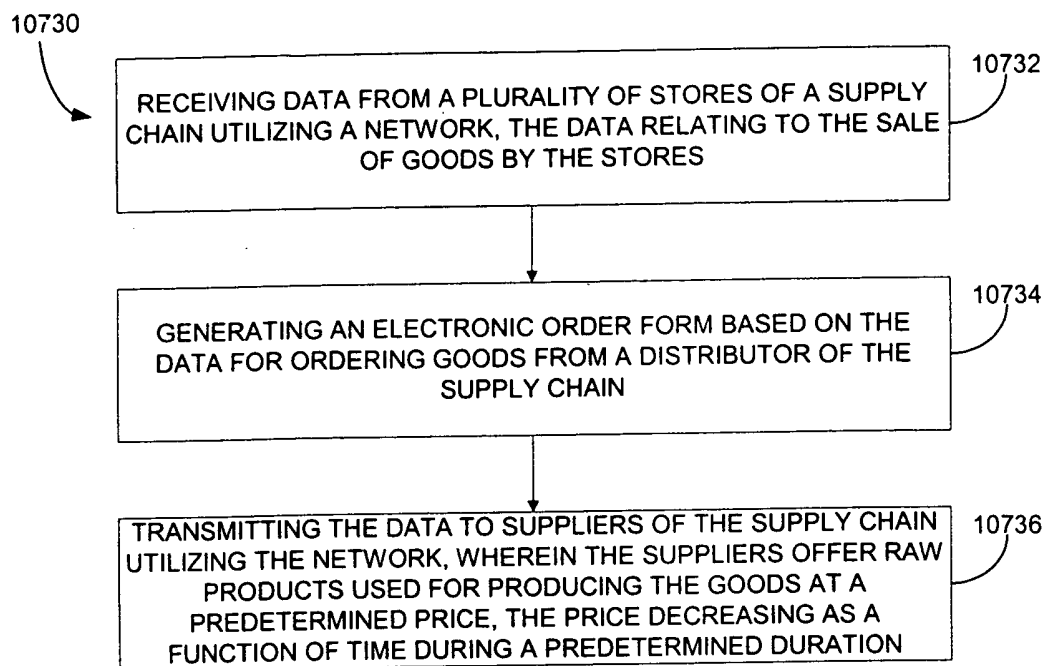 10730
10732
RECEIVING DATA FROM A PLURALITY OF STORES OF A SUPPLY
CHAIN UTILIZING A NETWORK, THE DATA RELATING TO THE SALE
OF GOODS BY THE STORES
10734
GENERATING AN ELECTRONIC ORDER FORM BASED ON THE
DATA FOR ORDERING GOODS FROM A DISTRIBUTOR OF THE
SUPPLY CHAIN
10736
TRANSMITTING THE DATA TO SUPPLIERS OF THE SUPPLY CHAIN
UTILIZING THE NETWORK, WHEREIN THE SUPPLIERS OFFER RAW
PRODUCTS USED FOR PRODUCING THE GOODS AT A
PREDETERMINED PRICE, THE PRICE DECREASING AS A
FUNCTION OF TIME DURING A PREDETERMINED DURATION